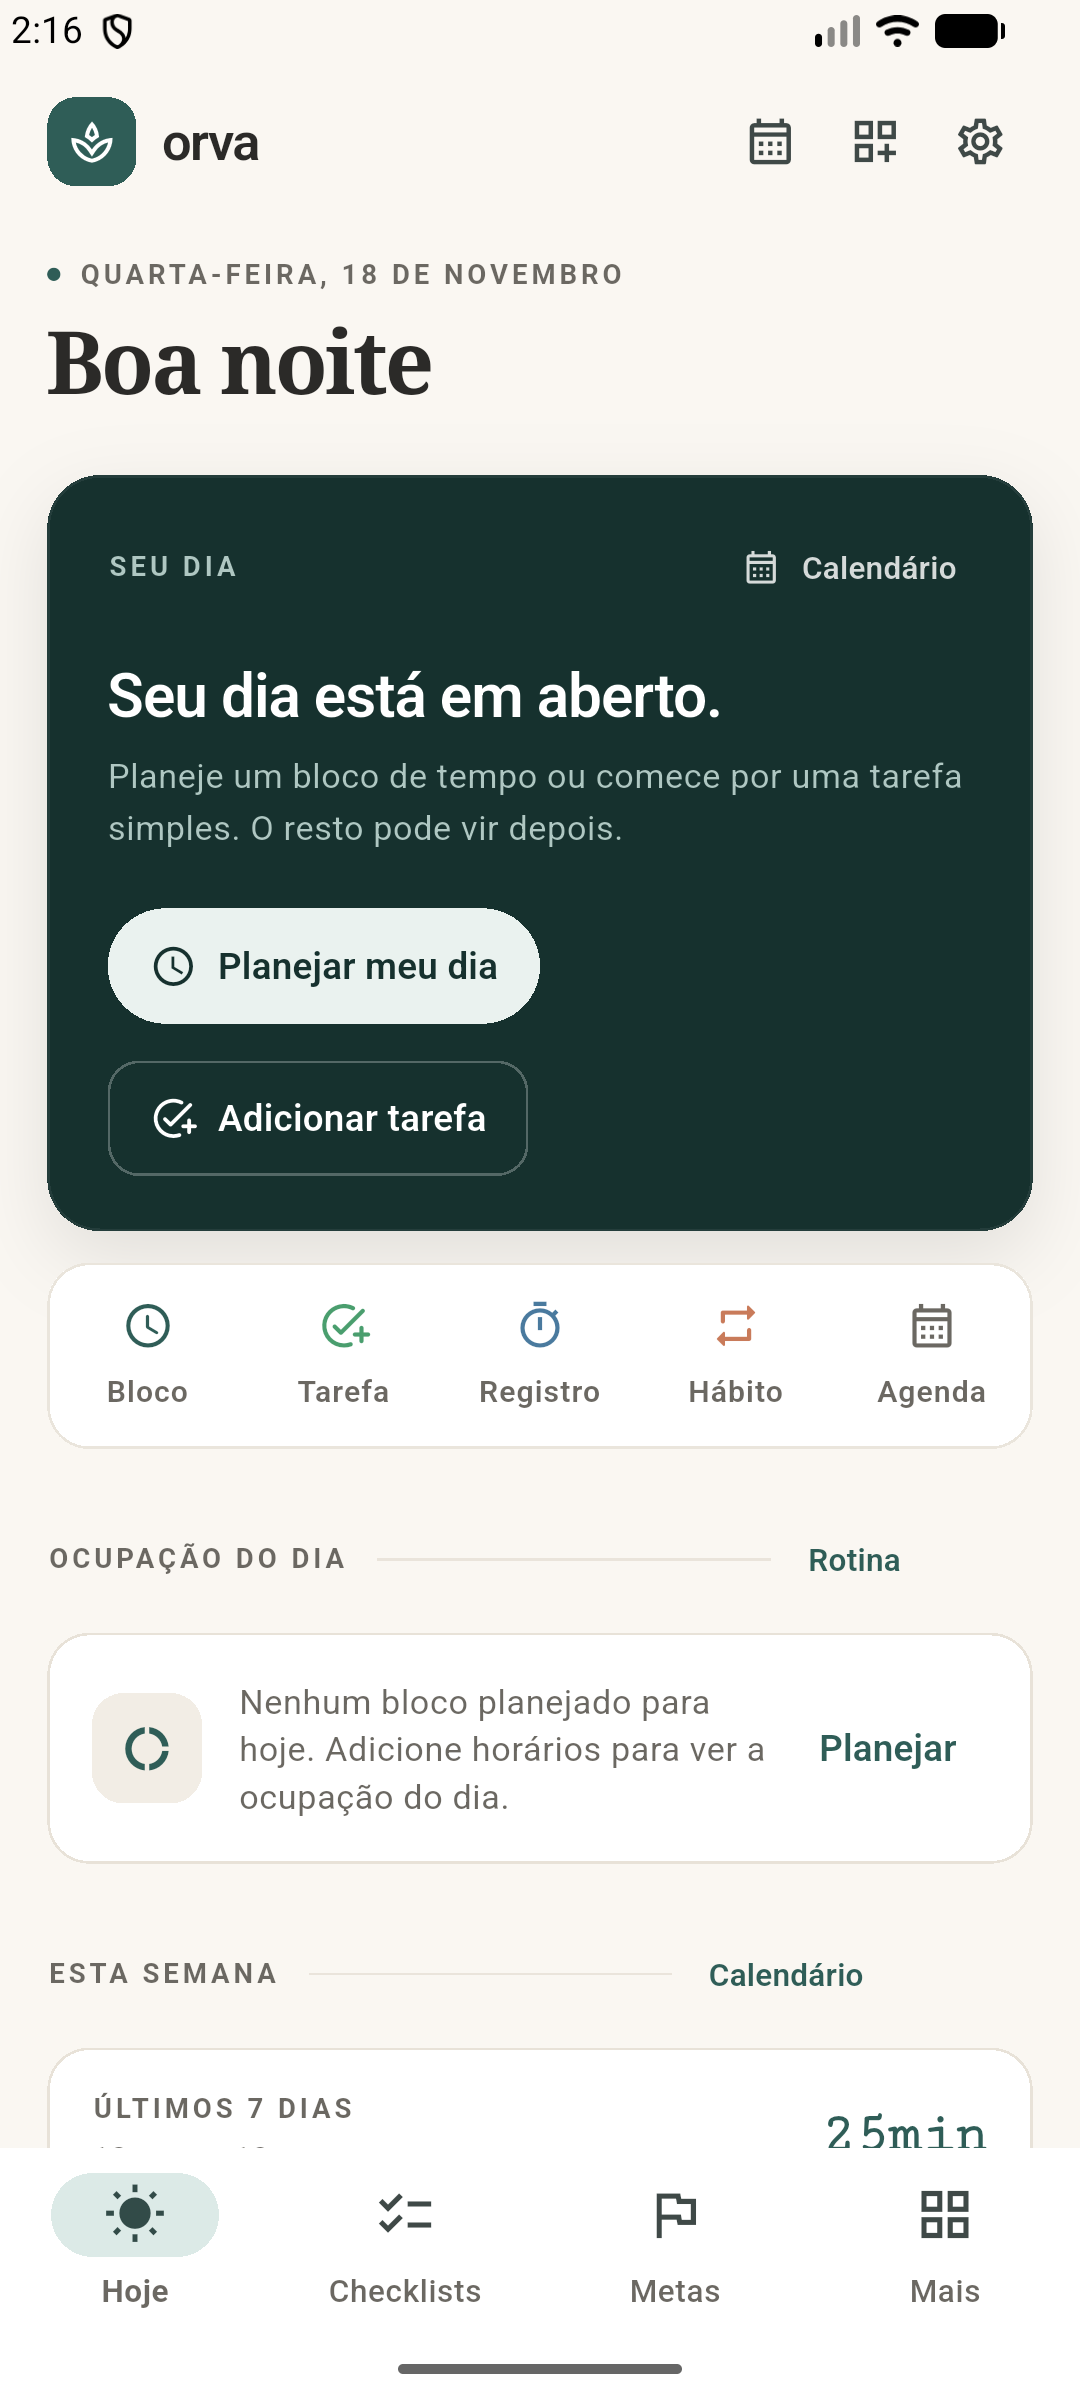 2:16
orva
QUARTA-FEIRA, 18 DE NOVEMBRO
Boa noite
SEU DIA
Calendário
Seu dia está em aberto.
Planeje um bloco de tempo ou comece por uma tarefa
simples. O resto pode vir depois.
Planejar meu dia
Adicionar tarefa
Bloco
Tarefa
Registro
Hábito
Agenda
OCUPAÇÃO DO DIA
Rotina
Nenhum bloco planejado para
hoje. Adicione horários para ver a
ocupação do dia.
Planejar
ESTA SEMANA
Calendário
ÚLTIMOS 7 DIAS
25min
Hoje
Checklists
Metas
Mais